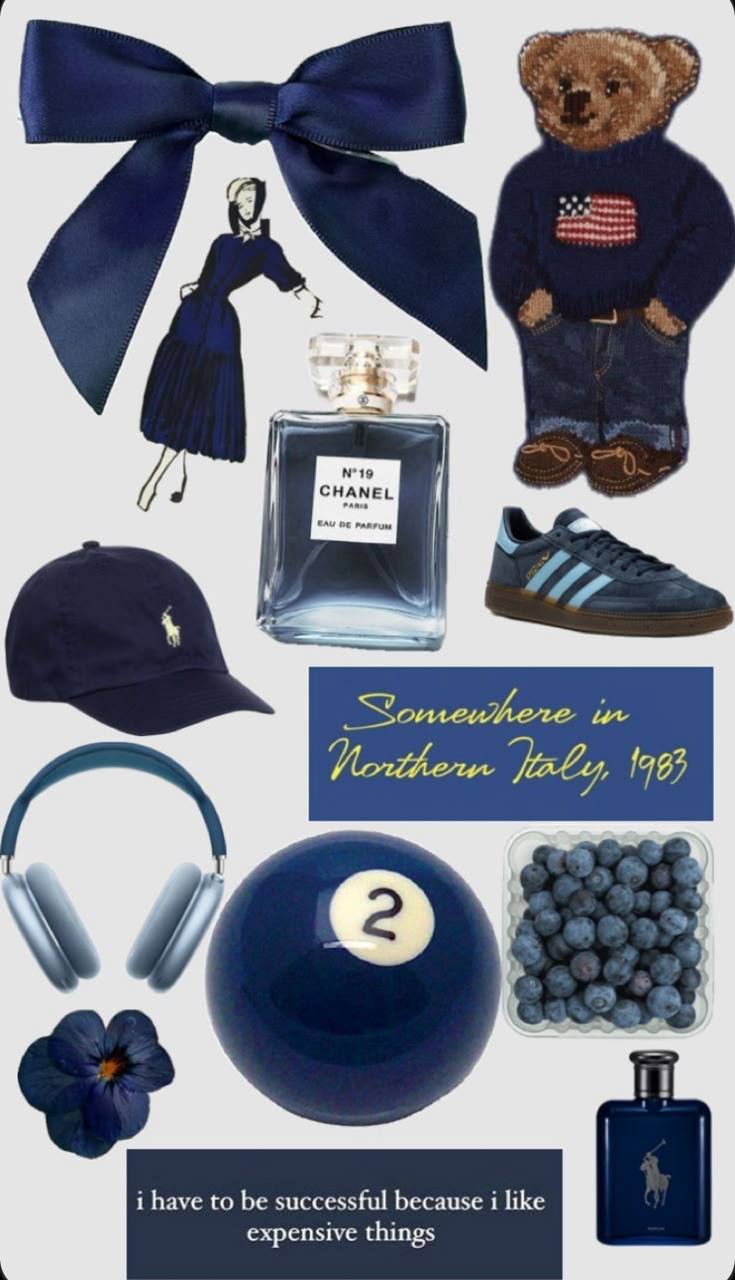 N°19
CHANEL
PARIS
EAU DE PARFUM
Somewhere in
Northern Italy, 1983
2
i have to be successful because i like
expensive things